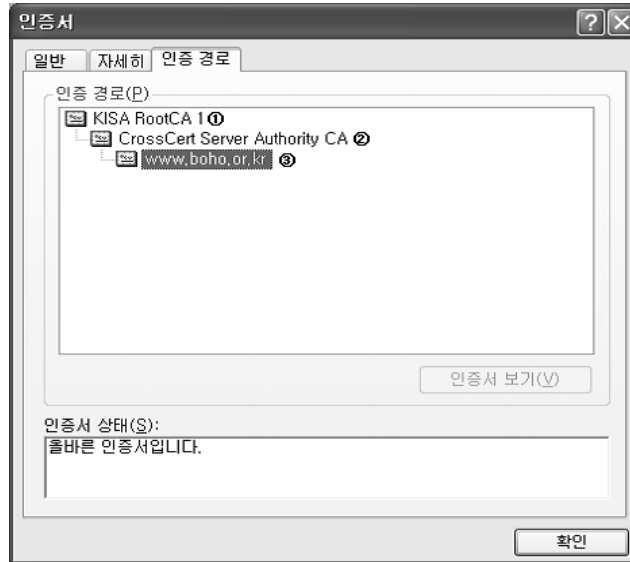 인증서
일반 자세히 인증 경로
인증 경로(P)
KISA RootCA 1 ①
CrossCert Server Authority CA ②
www.boho.or.kr ③
인증서 보기(V)
인증서 상태(S):
올바른 인증서입니다.
확인